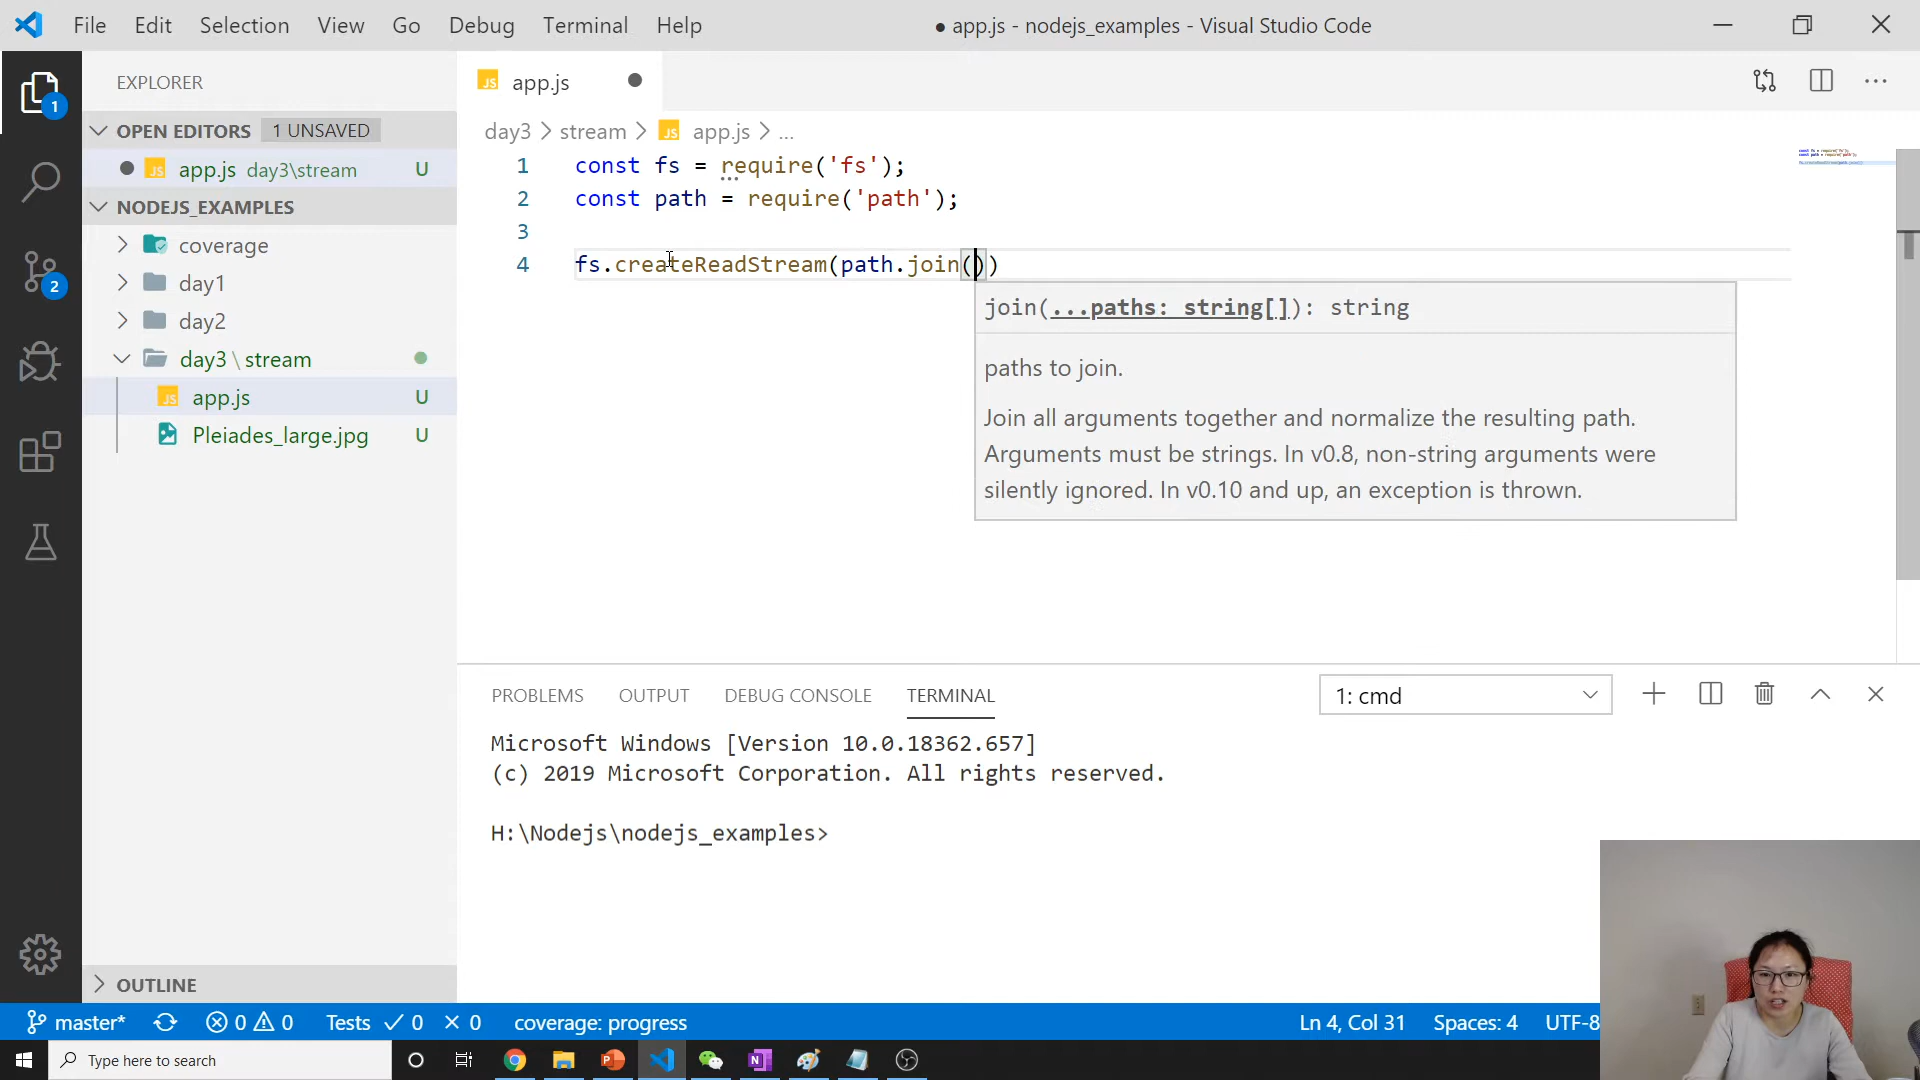 File Edit Selection View Go Debug Terminal Help
● app.js - nodejs_examples - Visual Studio Code
EXPLORER
OPEN EDITORS 1 UNSAVED
JS app.js day3\stream U
NODEJS_EXAMPLES
coverage
day1
day2
day3 \ stream
JS app.js U
Pleiades_large.jpg U
OUTLINE
1
2
JS app.js
day3 > stream > JS app.js > ...
1 const fs = require('fs');
2 const path = require('path');
3
4 fs.createReadStream(path.join())
join(...paths: string[]): string
paths to join.
Join all arguments together and normalize the resulting path.
Arguments must be strings. In v0.8, non-string arguments were
silently ignored. In v0.10 and up, an exception is thrown.
PROBLEMS OUTPUT DEBUG CONSOLE TERMINAL 1: cmd
Microsoft Windows [Version 10.0.18362.657]
(c) 2019 Microsoft Corporation. All rights reserved.
H:\Nodejs\nodejs_examples>
master* 0 0 Tests 0 0 coverage: progress Ln 4, Col 31 Spaces: 4 UTF-8
Type here to search